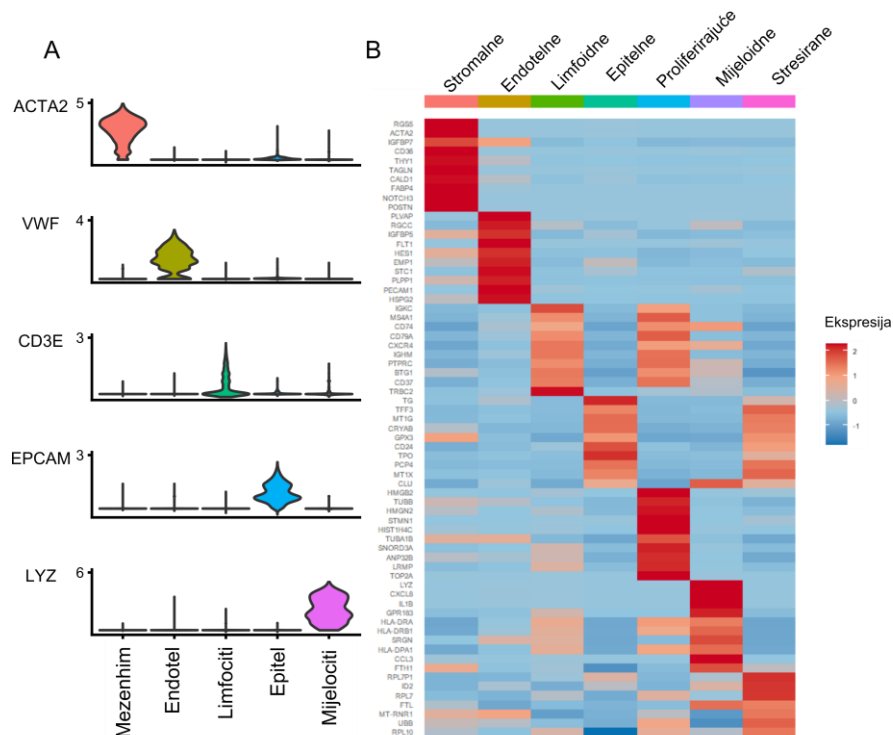 A
ACTA2
5
VWF
4
CD3E
3
EPCAM
3
LYZ
6
Mezenhim
Endotel
Limfociti
Epitel
Mijelociti
B
Stromalne
Endotelne
Limfoidne
Epitelne
Proliferirajuće
Mijeloidne
Stresirane
RGS5
ACTA2
IGFBP7
CD36
THY1
TAGLN
CALD1
FABP4
NOTCH3
POSTN
PLVAP
RGCC
IGFBP5
FLT1
HES1
EMP1
STC1
PLPP1
PECAM1
HSPG2
IGKC
MS4A1
CD74
CD79A
CXCR4
IGHM
PTPRC
BTG1
CD37
TRBC2
TG
TFF3
MT1G
CRYAB
GPX3
CD24
TPO
PCP4
MT1X
CLU
HMGB2
TUBB
HMGN2
STMN1
HIST1H4C
TUBA1B
SNORD3A
ANP32B
LRMP
TOP2A
LYZ
CXCL8
IL1B
GPR183
HLA-DRA
HLA-DRB1
SRGN
HLA-DPA1
CCL3
FTH1
RPL7P1
ID2
RPL7
FTL
MT-RNR1
UBB
RPL10
Ekspresija
2
1
0
-1